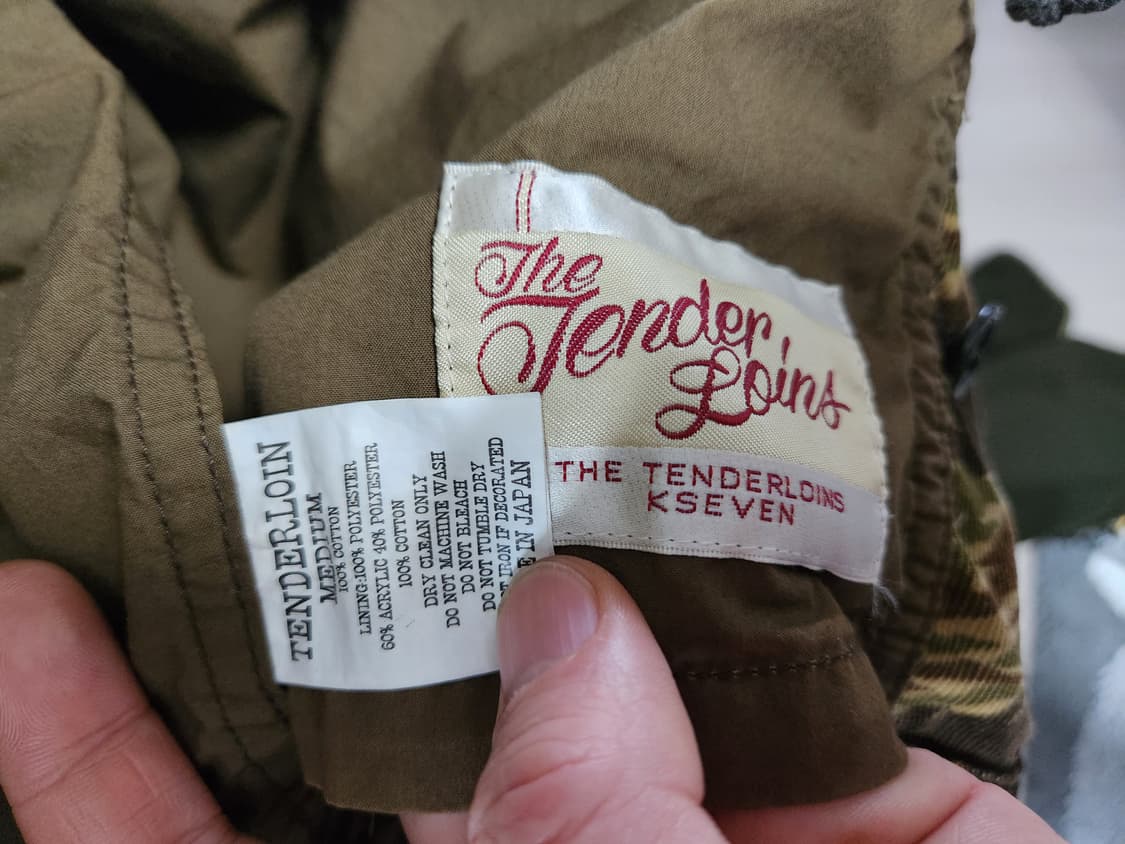 The
Tender
Loins
THE TENDERLOINS
KSEVEN
TENDERLOIN
MEDIUM
100% COTTON
LINING:100% POLYESTER
60% ACRYLIC 40% POLYESTER
100% COTTON
DRY CLEAN ONLY
DO NOT MACHINE WASH
DO NOT BLEACH
DO NOT TUMBLE DRY
IRON IF DECORATED
IN JAPAN